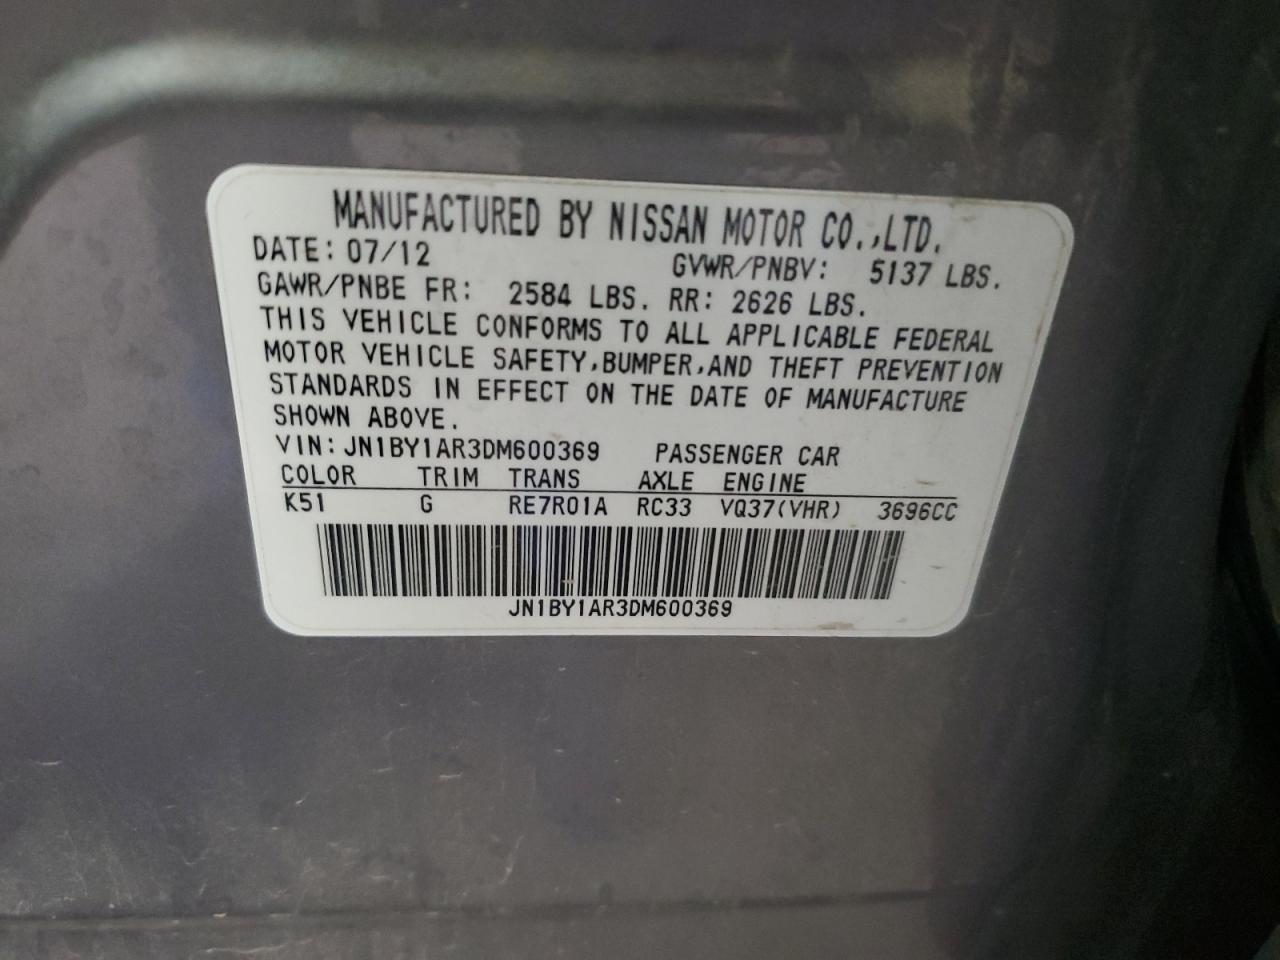 MANUFACTURED BY NISSAN MOTOR CO.,LTD.
DATE: 07/12 GVWR/PNBV: 5137 LBS.
GAWR/PNBE FR: 2584 LBS. RR: 2626 LBS.
THIS VEHICLE CONFORMS TO ALL APPLICABLE FEDERAL
MOTOR VEHICLE SAFETY,BUMPER,AND THEFT PREVENTION
STANDARDS IN EFFECT ON THE DATE OF MANUFACTURE
SHOWN ABOVE.
VIN:JN1BY1AR3DM600369 PASSENGER CAR
COLOR TRIM TRANS AXLE ENGINE
K51 G RE7R01A RC33 VQ37(VHR) 3696CC
JN1BY1AR3DM600369